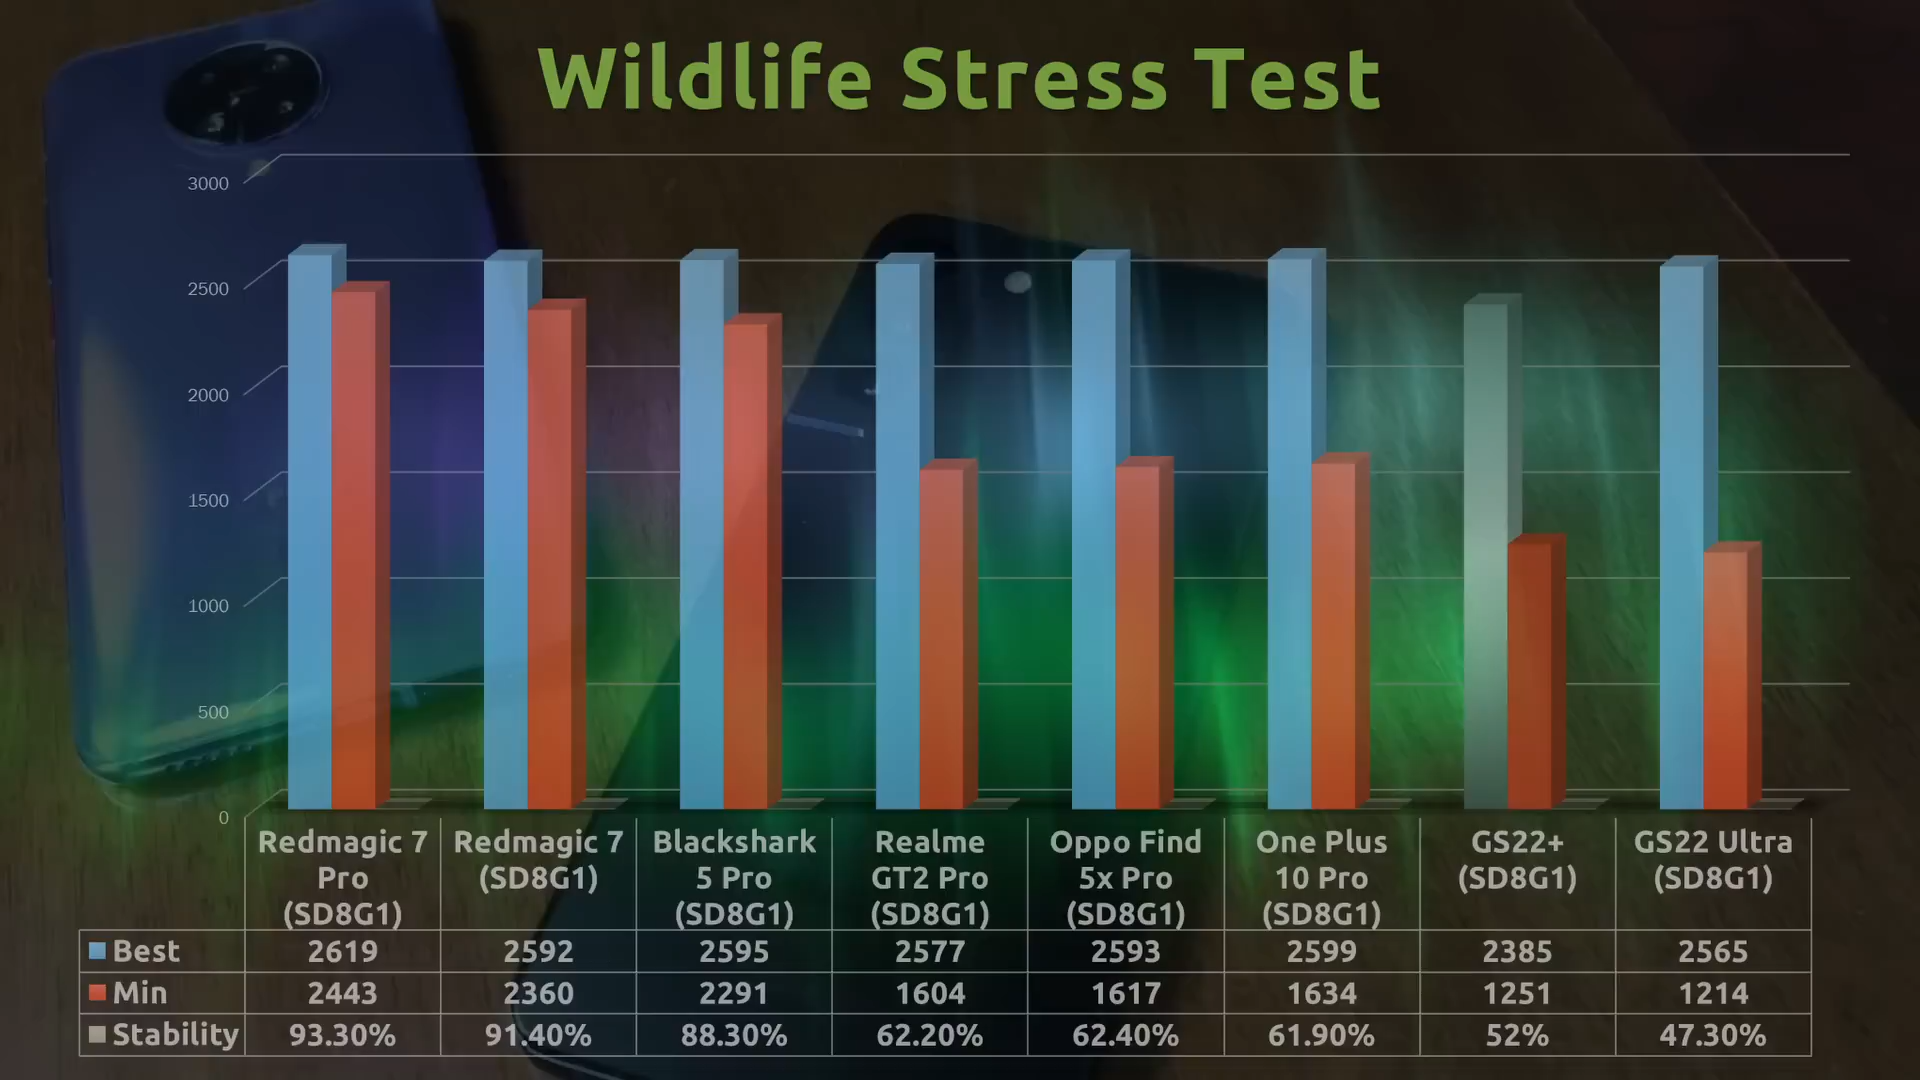 Wildlife Stress Test
3000
2500
2000
1500
1000
500
0
Redmagic 7 Pro (SD8G1)
Redmagic 7 (SD8G1)
Blackshark 5 Pro (SD8G1)
Realme GT2 Pro (SD8G1)
Oppo Find 5x Pro (SD8G1)
One Plus 10 Pro (SD8G1)
GS22+ (SD8G1)
GS22 Ultra (SD8G1)
Best 2619 2592 2595 2577 2593 2599 2385 2565
Min 2443 2360 2291 1604 1617 1634 1251 1214
Stability 93.30% 91.40% 88.30% 62.20% 62.40% 61.90% 52% 47.30%